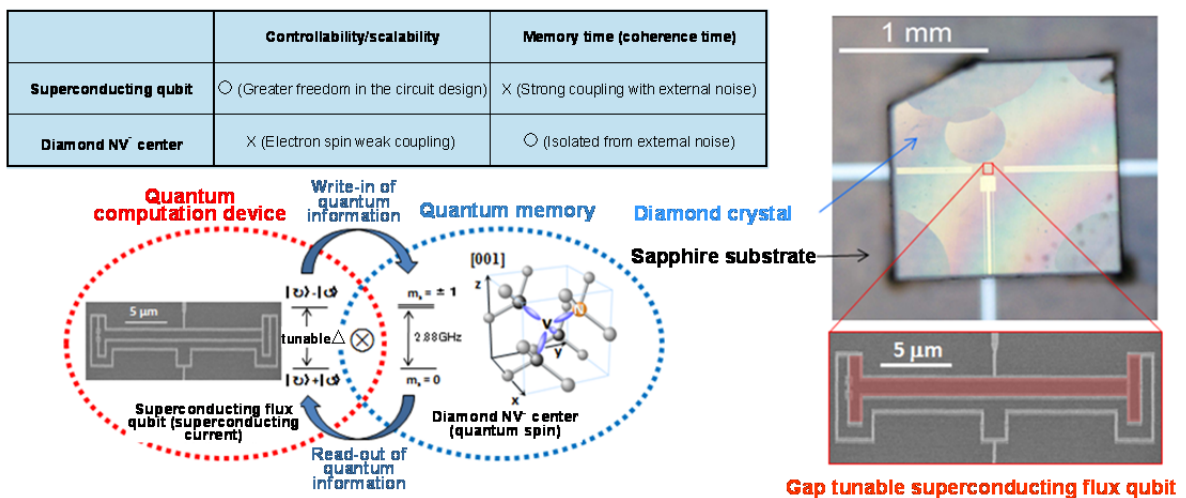 Controllability/scalability
Memory time (coherence time)
Superconducting qubit
○ (Greater freedom in the circuit design)
X (Strong coupling with external noise)
Diamond NV⁻ center
X (Electron spin weak coupling)
○ (Isolated from external noise)
Quantum
computation device
Write-in of
quantum
information
Quantum memory
5 μm
|↻⟩-|↺⟩
tunable Δ
|↻⟩+|↺⟩
mₛ = ± 1
2.88GHz
mₛ=0
[001]
z
N
V
y
x
Superconducting flux
qubit (superconducting
current)
Diamond NV⁻ center
(quantum spin)
Read-out of
quantum
information
1 mm
Diamond crystal
Sapphire substrate
5 μm
Gap tunable superconducting flux qubit